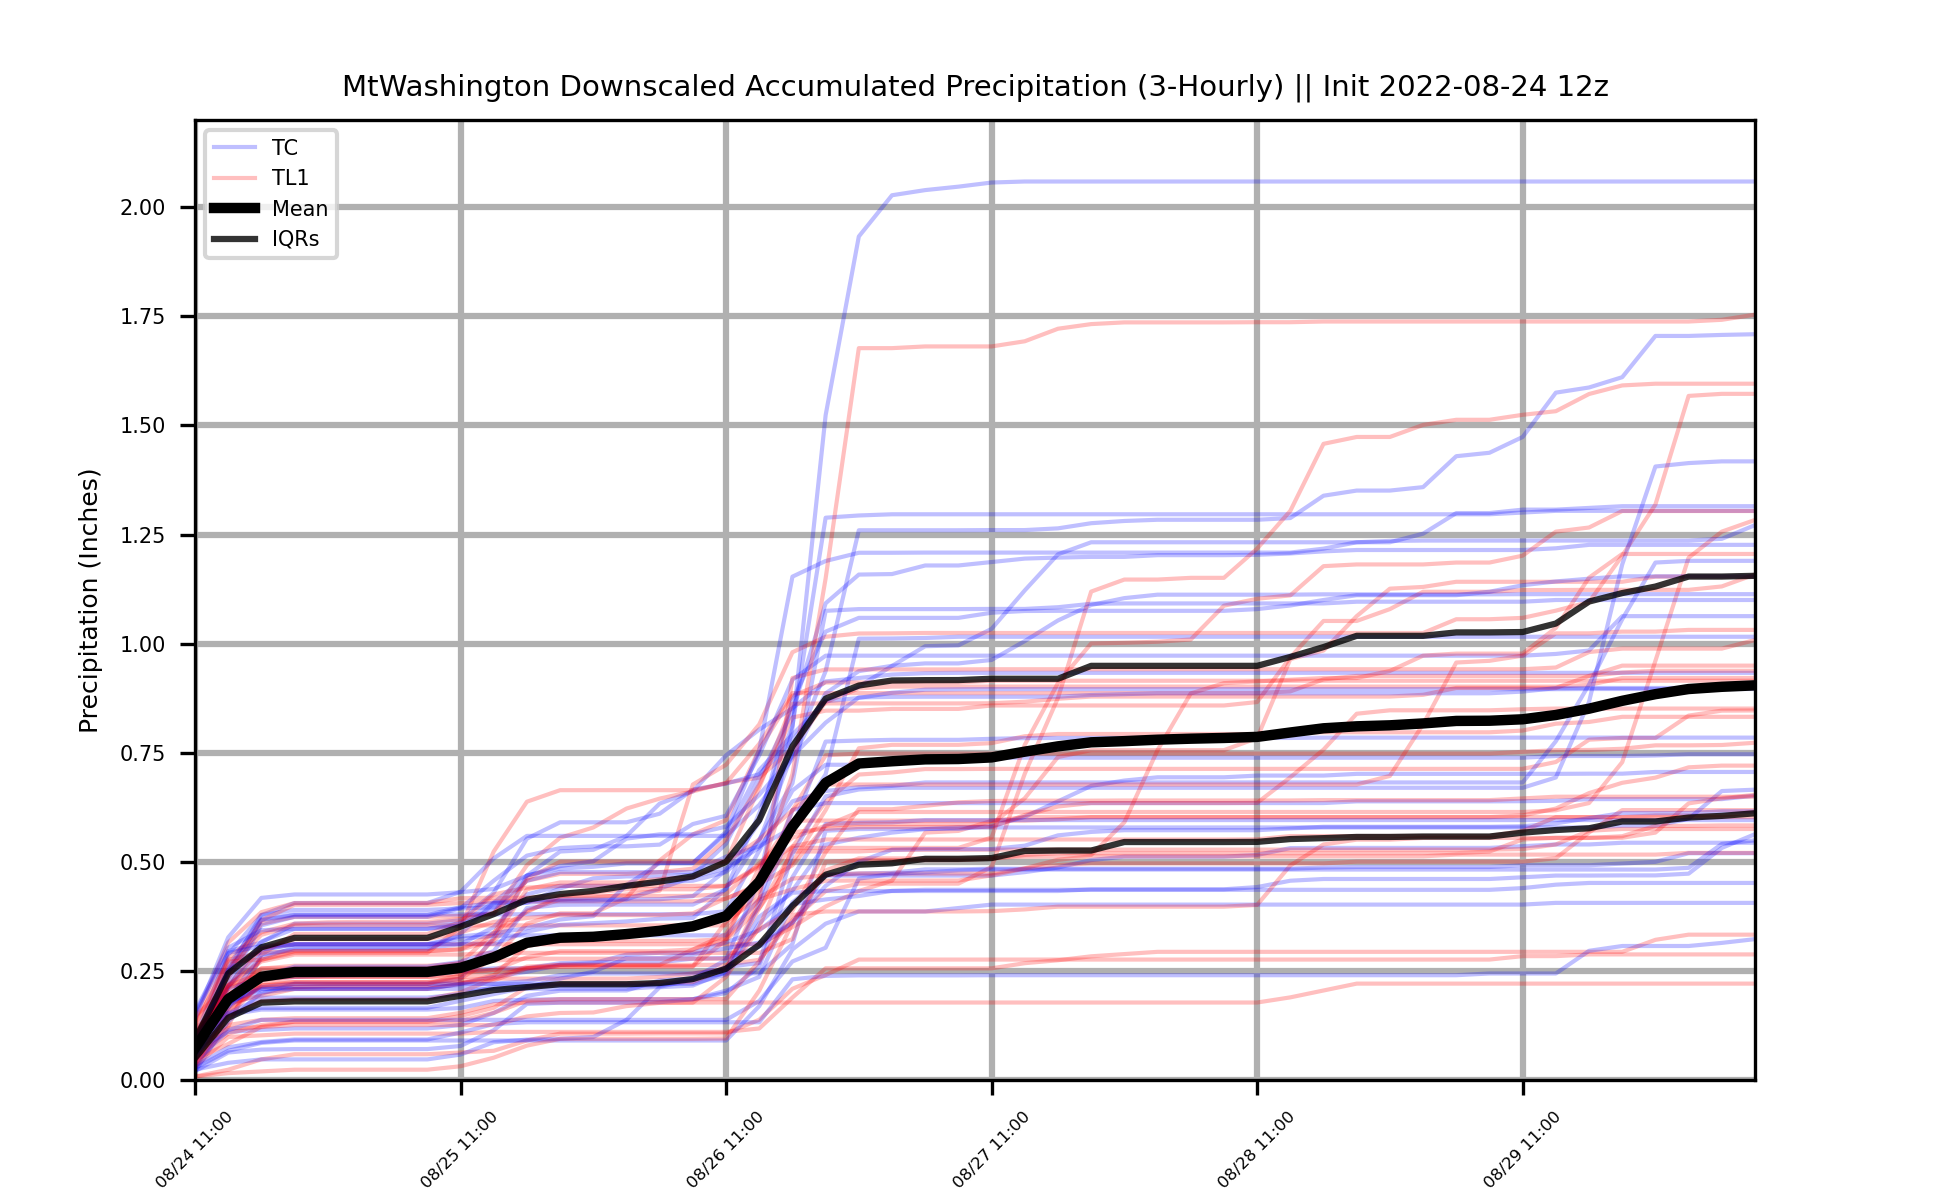 MtWashington Downscaled Accumulated Precipitation (3-Hourly) || Init 2022-08-24 12z
TC
TL1
Mean
IQRs
Precipitation (Inches)
2.00
1.75
1.50
1.25
1.00
0.75
0.50
0.25
0.00
08/24 11:00
08/25 11:00
08/26 11:00
08/27 11:00
08/28 11:00
08/29 11:00